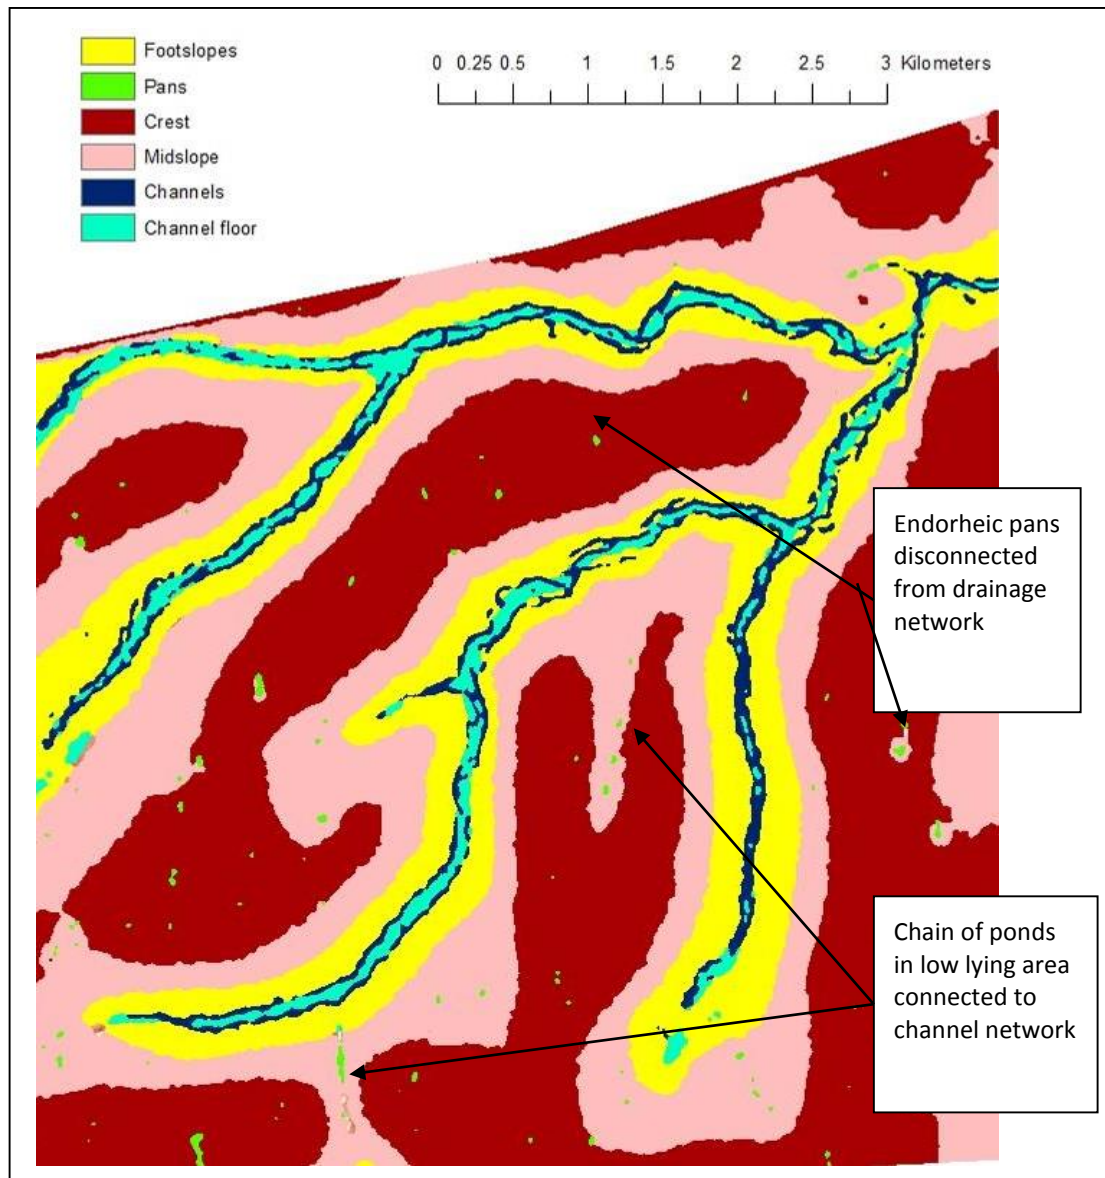 Footslopes
Pans
Crest
Midslope
Channels
Channel floor
0 0.25 0.5 1 1.5 2 2.5 3 Kilometers
Endorheic pans
disconnected
from drainage
network
Chain of ponds
in low lying area
connected to
channel network